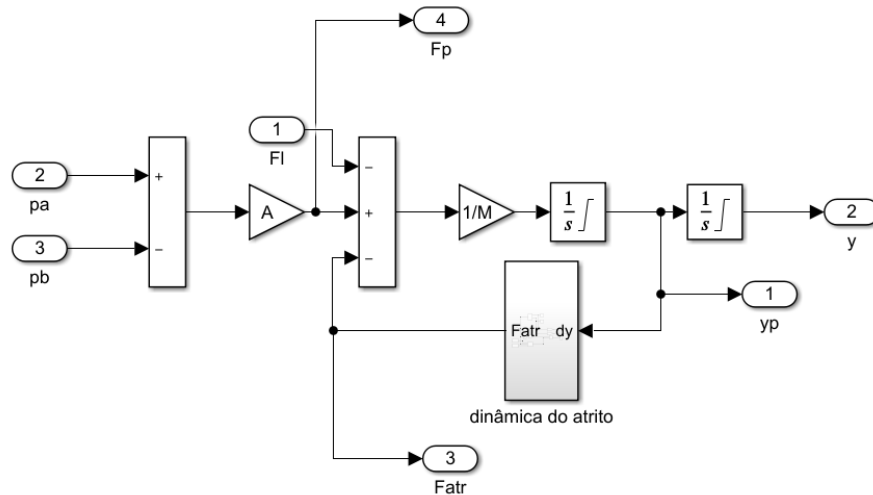 4
Fp
1
Fl
2
pa
+
−
3
pb
A
−
+
−
1/M
1
s
1
s
2
y
1
yp
Fatr dy
dinâmica do atrito
3
Fatr